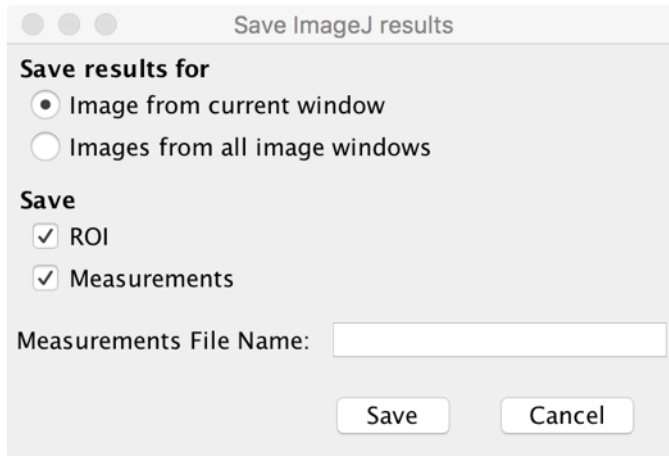 Save ImageJ results
Save results for
Image from current window
Images from all image windows
Save
ROI
Measurements
Measurements File Name:
Save Cancel